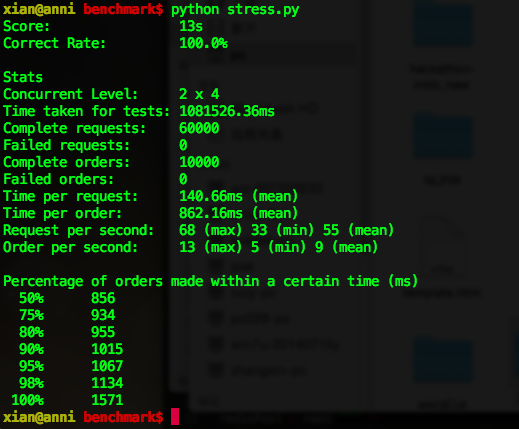 xian@anni benchmark$ python stress.py
Score: 13s
Correct Rate: 100.0%
Stats
Concurrent Level: 2 x 4
Time taken for tests: 1081526.36ms
Complete requests: 60000
Failed requests: 0
Complete orders: 10000
Failed orders: 0
Time per request: 140.66ms (mean)
Time per order: 862.16ms (mean)
Request per second: 68 (max) 33 (min) 55 (mean)
Order per second: 13 (max) 5 (min) 9 (mean)
Percentage of orders made within a certain time (ms)
50% 856
75% 934
80% 955
90% 1015
95% 1067
98% 1134
100% 1571
xian@anni benchmark$